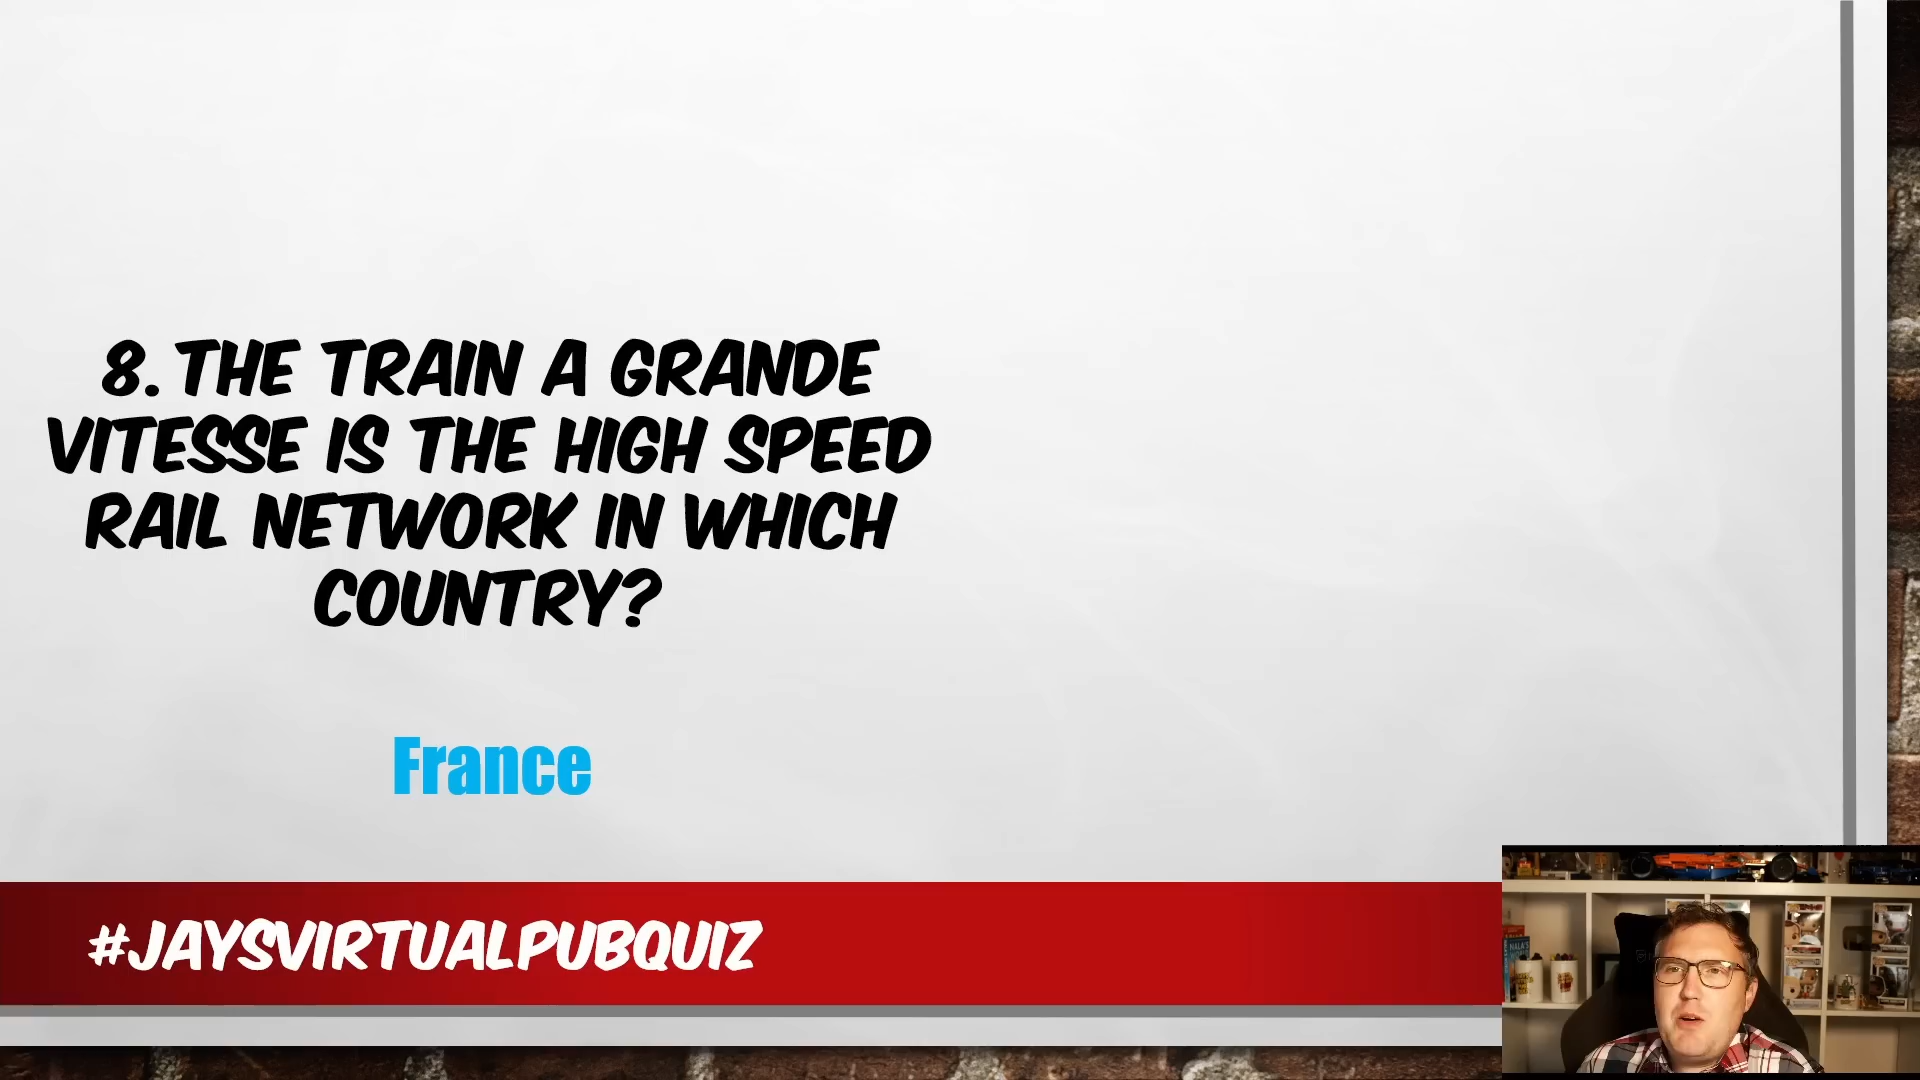 8. THE TRAIN A GRANDE
VITESSE IS THE HIGH SPEED
RAIL NETWORK IN WHICH
COUNTRY?
France
#JAYSVIRTUALPUBQUIZ